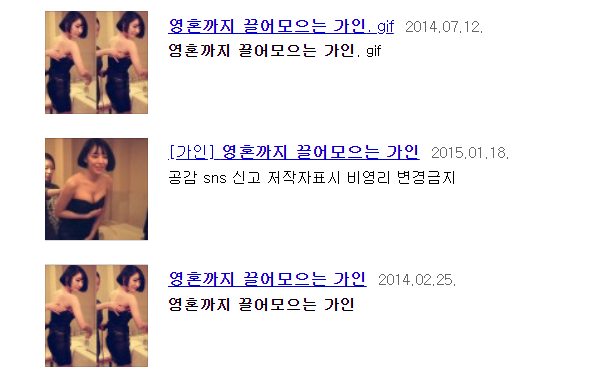 영혼까지 끌어모으는 가인. gif 2014.07.12.
영혼까지 끌어모으는 가인. gif
[가인] 영혼까지 끌어모으는 가인 2015.01.18.
공감 sns 신고 저작자표시 비영리 변경금지
영혼까지 끌어모으는 가인 2014.02.25.
영혼까지 끌어모으는 가인